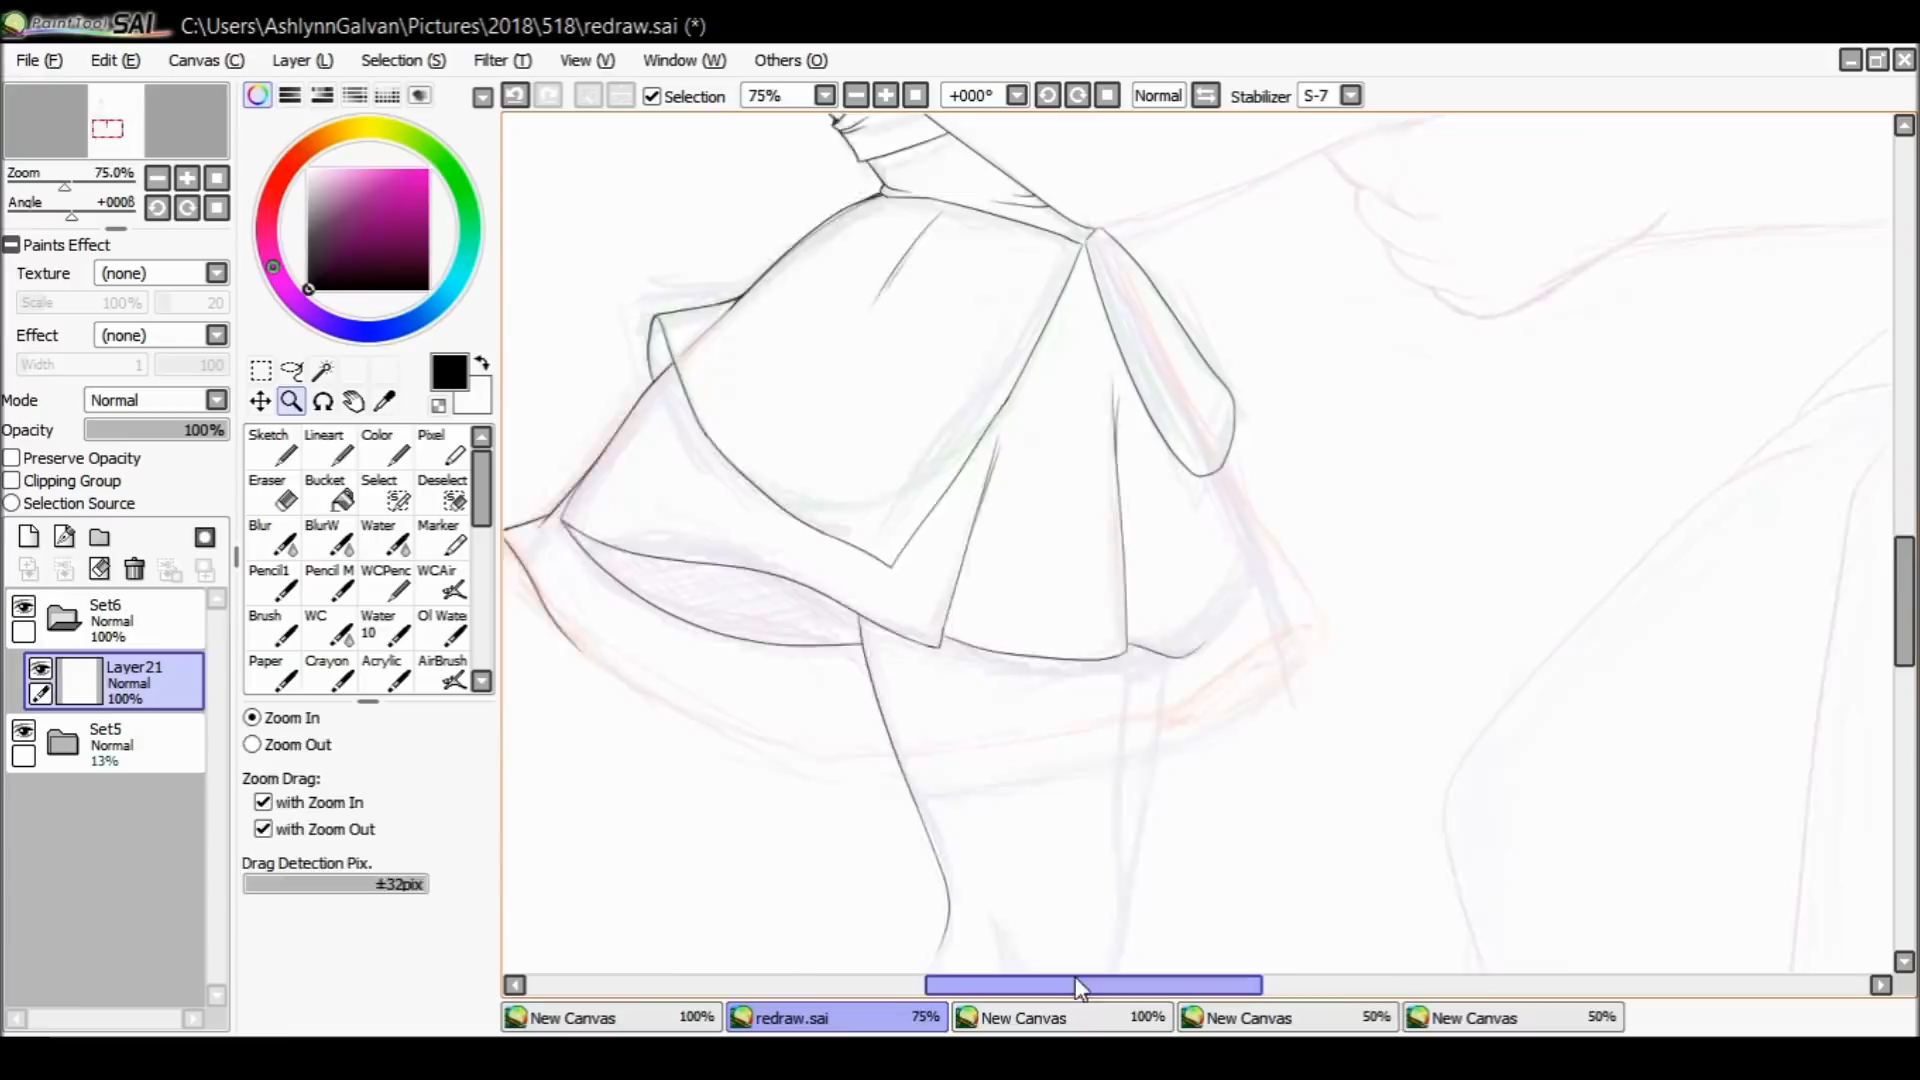 PaintTool SAI C:\Users\AshlynnGalvan\Pictures\2018\518\redraw.sai (*)
File (F) Edit (E) Canvas (C) Layer (L) Selection (S) Filter (T) View (V) Window (W) Others (O)
Selection 75% +000° Normal Stabilizer S-7
Zoom 75.0%
Angle +000ß
Paints Effect
Texture (none)
Scale 100% 20
Effect (none)
Width 1 100
Mode Normal
Opacity 100%
Preserve Opacity
Clipping Group
Selection Source
Set6
Normal
100%
Layer21
Normal
100%
Set5
Normal
13%
Sketch Lineart Color Pixel
Eraser Bucket Select Deselect
Blur BlurW Water Marker
Pencil1 Pencil M WCPenc WCAir
Brush WC Water 10 Ol Wate
Paper Crayon Acrylic AirBrush
Zoom In
Zoom Out
Zoom Drag:
with Zoom In
with Zoom Out
Drag Detection Pix.
±32pix
New Canvas 100% redraw.sai 75% New Canvas 100% New Canvas 50% New Canvas 50%